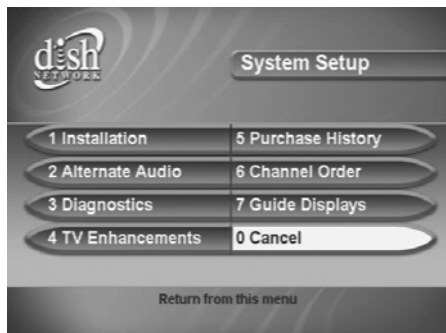 dish
NETWORK
System Setup
1 Installation
2 Alternate Audio
3 Diagnostics
4 TV Enhancements
5 Purchase History
6 Channel Order
7 Guide Displays
0 Cancel
Return from this menu